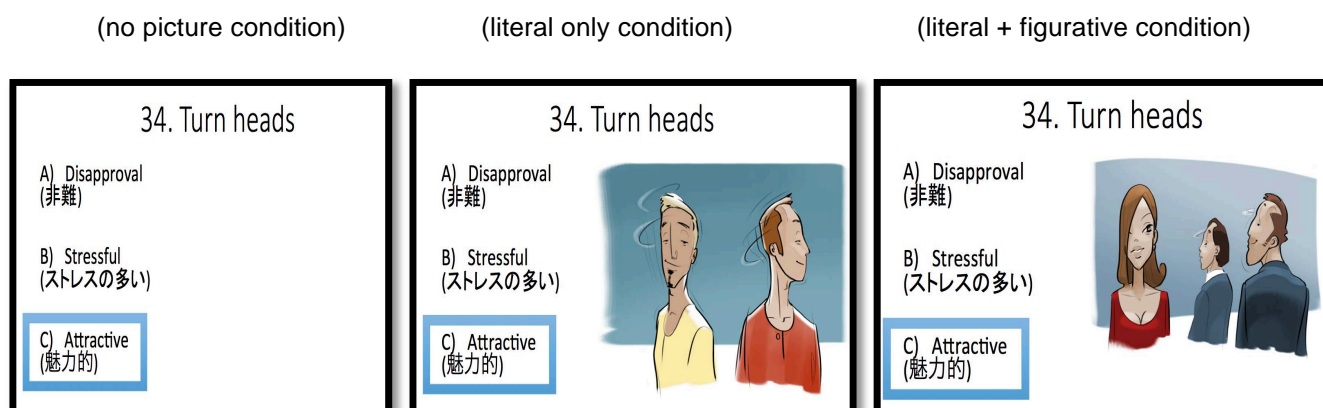 (no picture condition)
(literal only condition)
(literal + figurative condition)
34. Turn heads
A) Disapproval
(非難)
B) Stressful
(ストレスの多い)
C) Attractive
(魅力的)
34. Turn heads
A) Disapproval
(非難)
B) Stressful
(ストレスの多い)
C) Attractive
(魅力的)
34. Turn heads
A) Disapproval
(非難)
B) Stressful
(ストレスの多い)
C) Attractive
(魅力的)